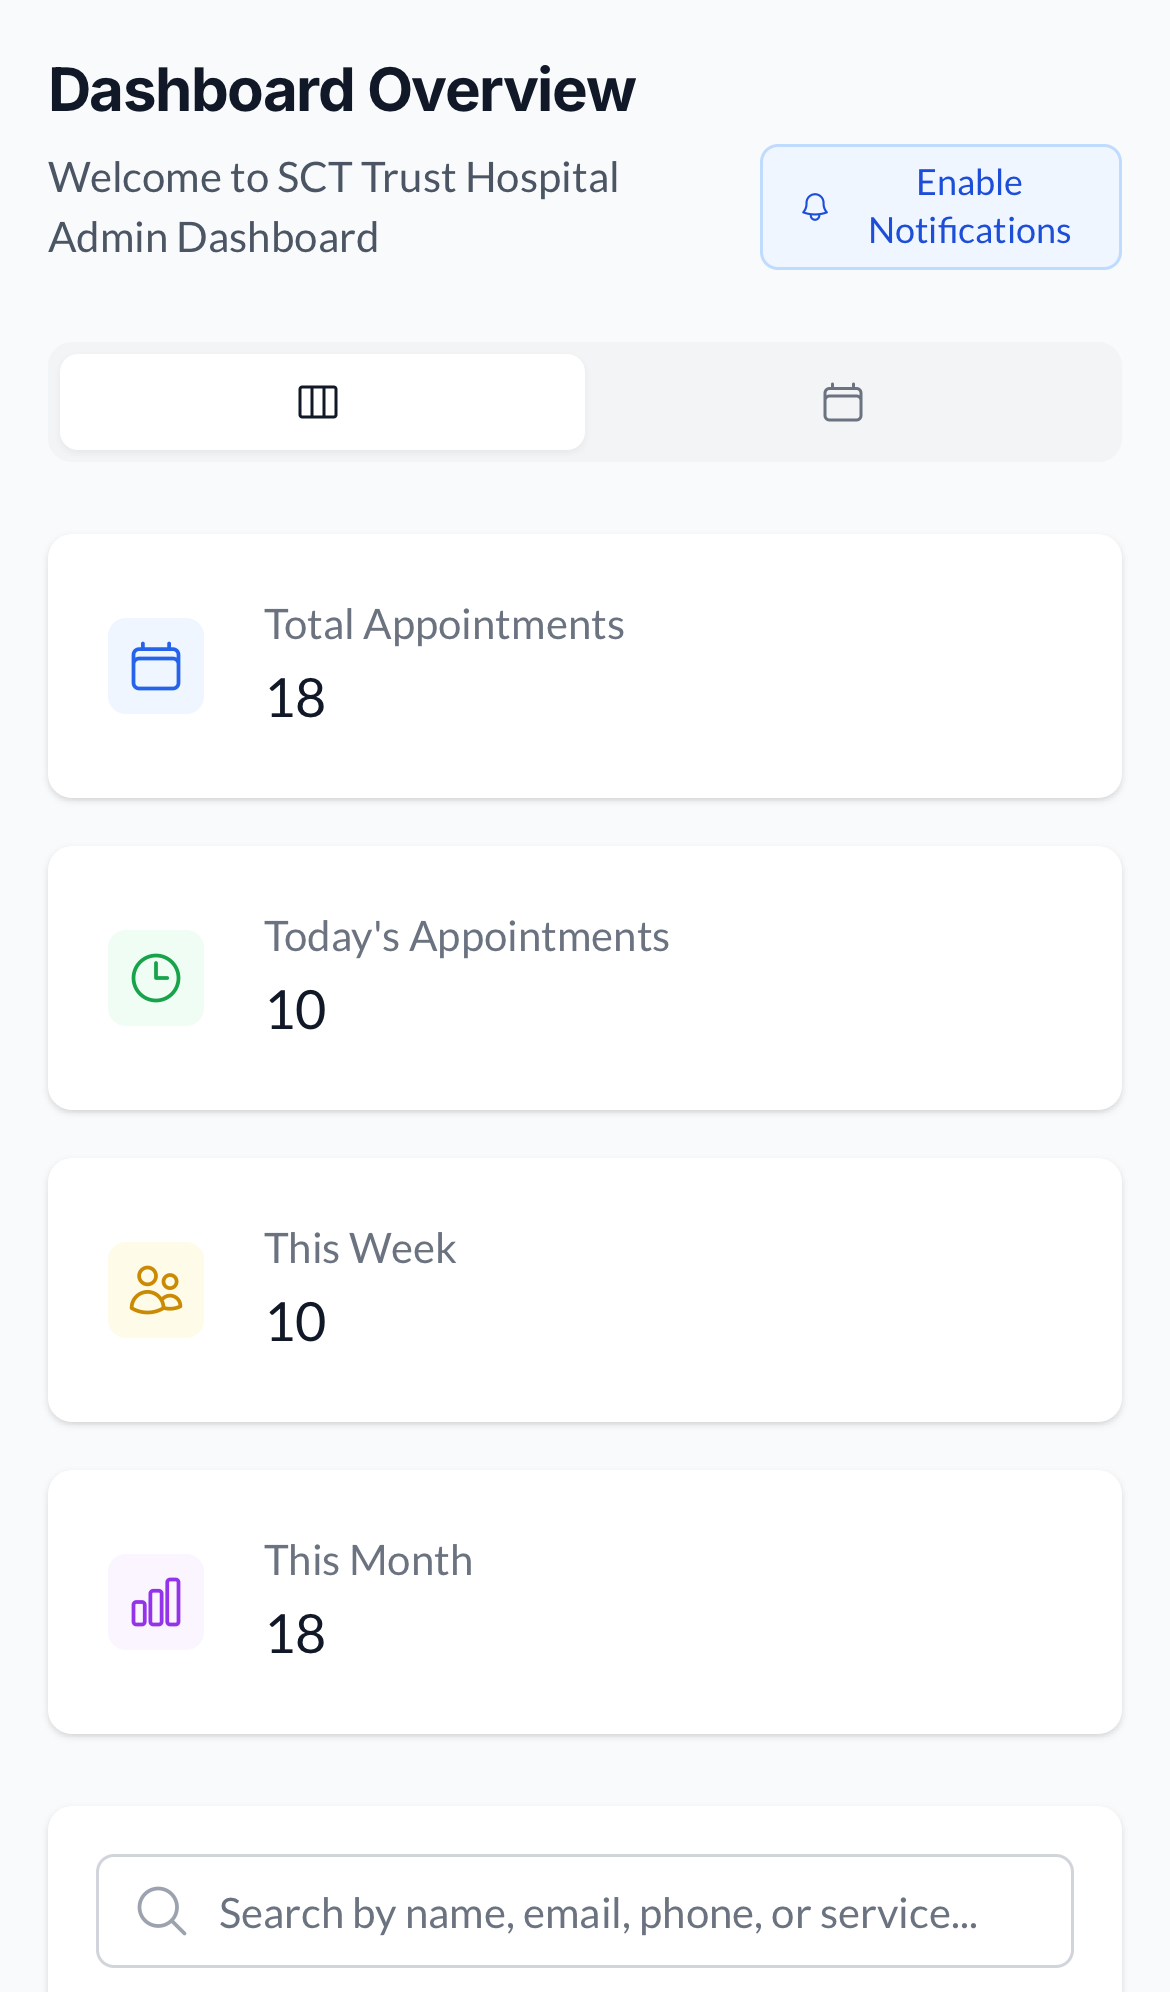 Dashboard Overview
Welcome to SCT Trust Hospital
Admin Dashboard
Enable
Notifications
Total Appointments
18
Today's Appointments
10
This Week
10
This Month
18
Search by name, email, phone, or service...